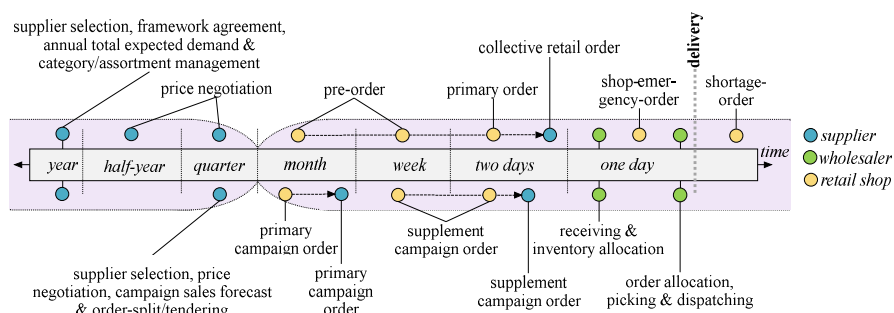 supplier selection, framework agreement,
annual total expected demand &
category/assortment management
price negotiation
pre-order
primary order
collective retail order
shop-emer-
gency-order
delivery
shortage-
order
year
half-year
quarter
month
week
two days
one day
time
supplier
wholesaler
retail shop
supplier selection, price
negotiation, campaign sales forecast
& order-split/tendering
primary
campaign order
primary
campaign
order
supplement
campaign order
supplement
campaign order
receiving &
inventory allocation
order allocation,
picking & dispatching